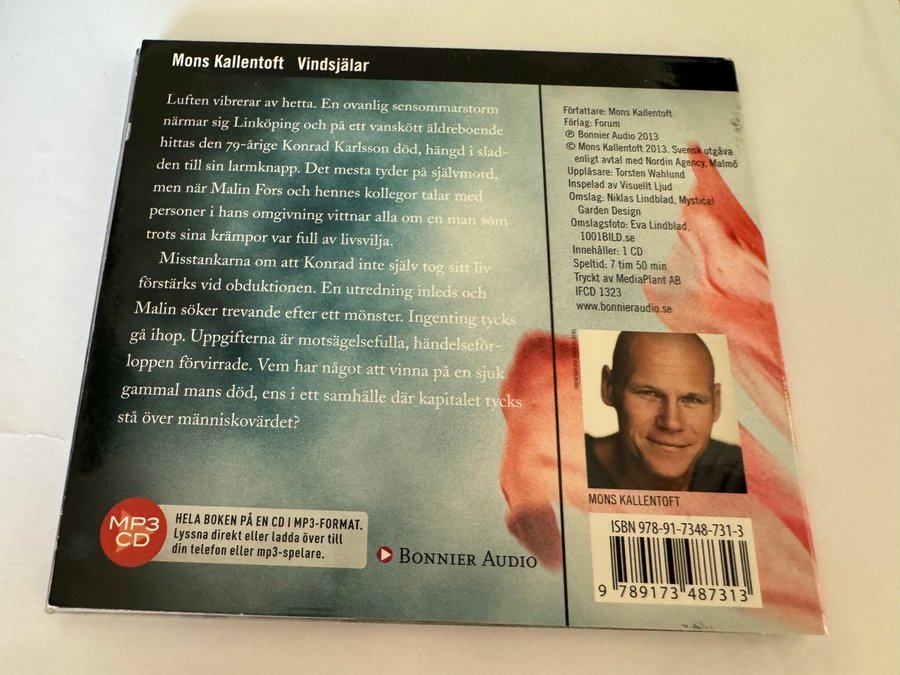 Mons Kallentoft Vindsjälar
Luften vibrerar av hetta. En ovanlig sensommarstorm
närmar sig Linköping och på ett vanskött äldreboende
hittas den 79-årige Konrad Karlsson död, hängd i slad-
den till sin larmknapp. Det mesta tyder på självmord,
men när Malin Fors och hennes kollegor talar med
personer i hans omgivning vittnar alla om en man som
trots sina krämpor var full av livsvilja.
Misstankarna om att Konrad inte själv tog sitt liv
förstärks vid obduktionen. En utredning inleds och
Malin söker trevande efter ett mönster. Ingenting tycks
gå ihop. Uppgifterna är motsägelsefulla, händelseför-
loppen förvirrade. Vem har något att vinna på en sjuk
gammal mans död, ens i ett samhälle där kapitalet tycks
stå över människovärdet?
MP3
CD
HELA BOKEN PÅ EN CD I MP3-FORMAT.
Lyssna direkt eller ladda över till
din telefon eller mp3-spelare.
BONNIER AUDIO
Författare: Mons Kallentoft
Förlag: Forum
℗ Bonnier Audio 2013
© Mons Kallentoft 2013. Svensk utgåva
enligt avtal med Nordin Agency, Malmö
Uppläsare: Torsten Wahlund
Inspelad av Visuellt Ljud
Omslag: Niklas Lindblad, Mystical
Garden Design
Omslagsfoto: Eva Lindblad,
1001BILD.se
Innehåller: 1 CD
Speltid: 7 tim 50 min
Tryckt av MediaPlant AB
IFCD 1323
www.bonnieraudio.se
MONS KALLENTOFT
ISBN 978-91-7348-731-3
9 789173 487313